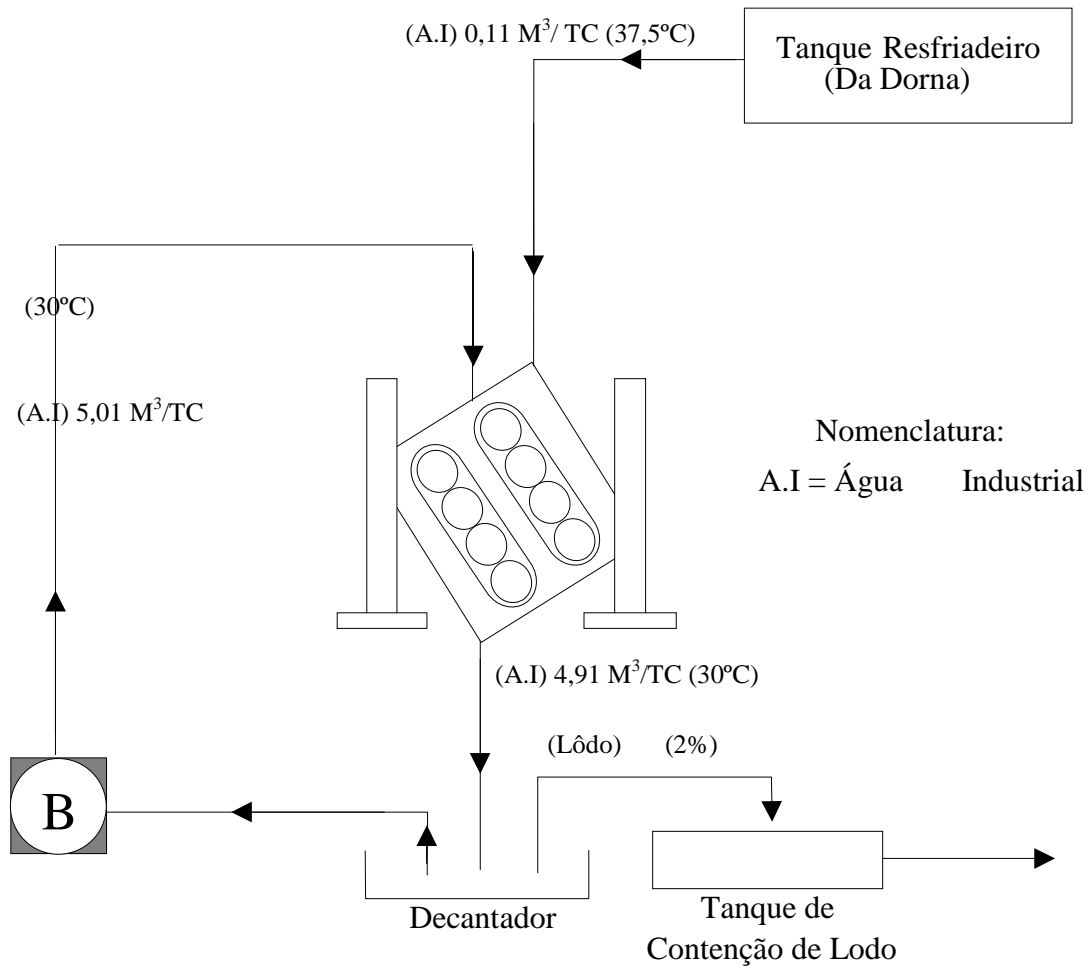 (A.I) 0,11 M³/ TC (37,5ºC)
Tanque Resfriadeiro
(Da Dorna)
(30ºC)
(A.I) 5,01 M³/TC
Nomenclatura:
A.I = Água Industrial
(A.I) 4,91 M³/TC (30ºC)
(Lôdo) (2%)
B
Decantador
Tanque de
Contenção de Lodo